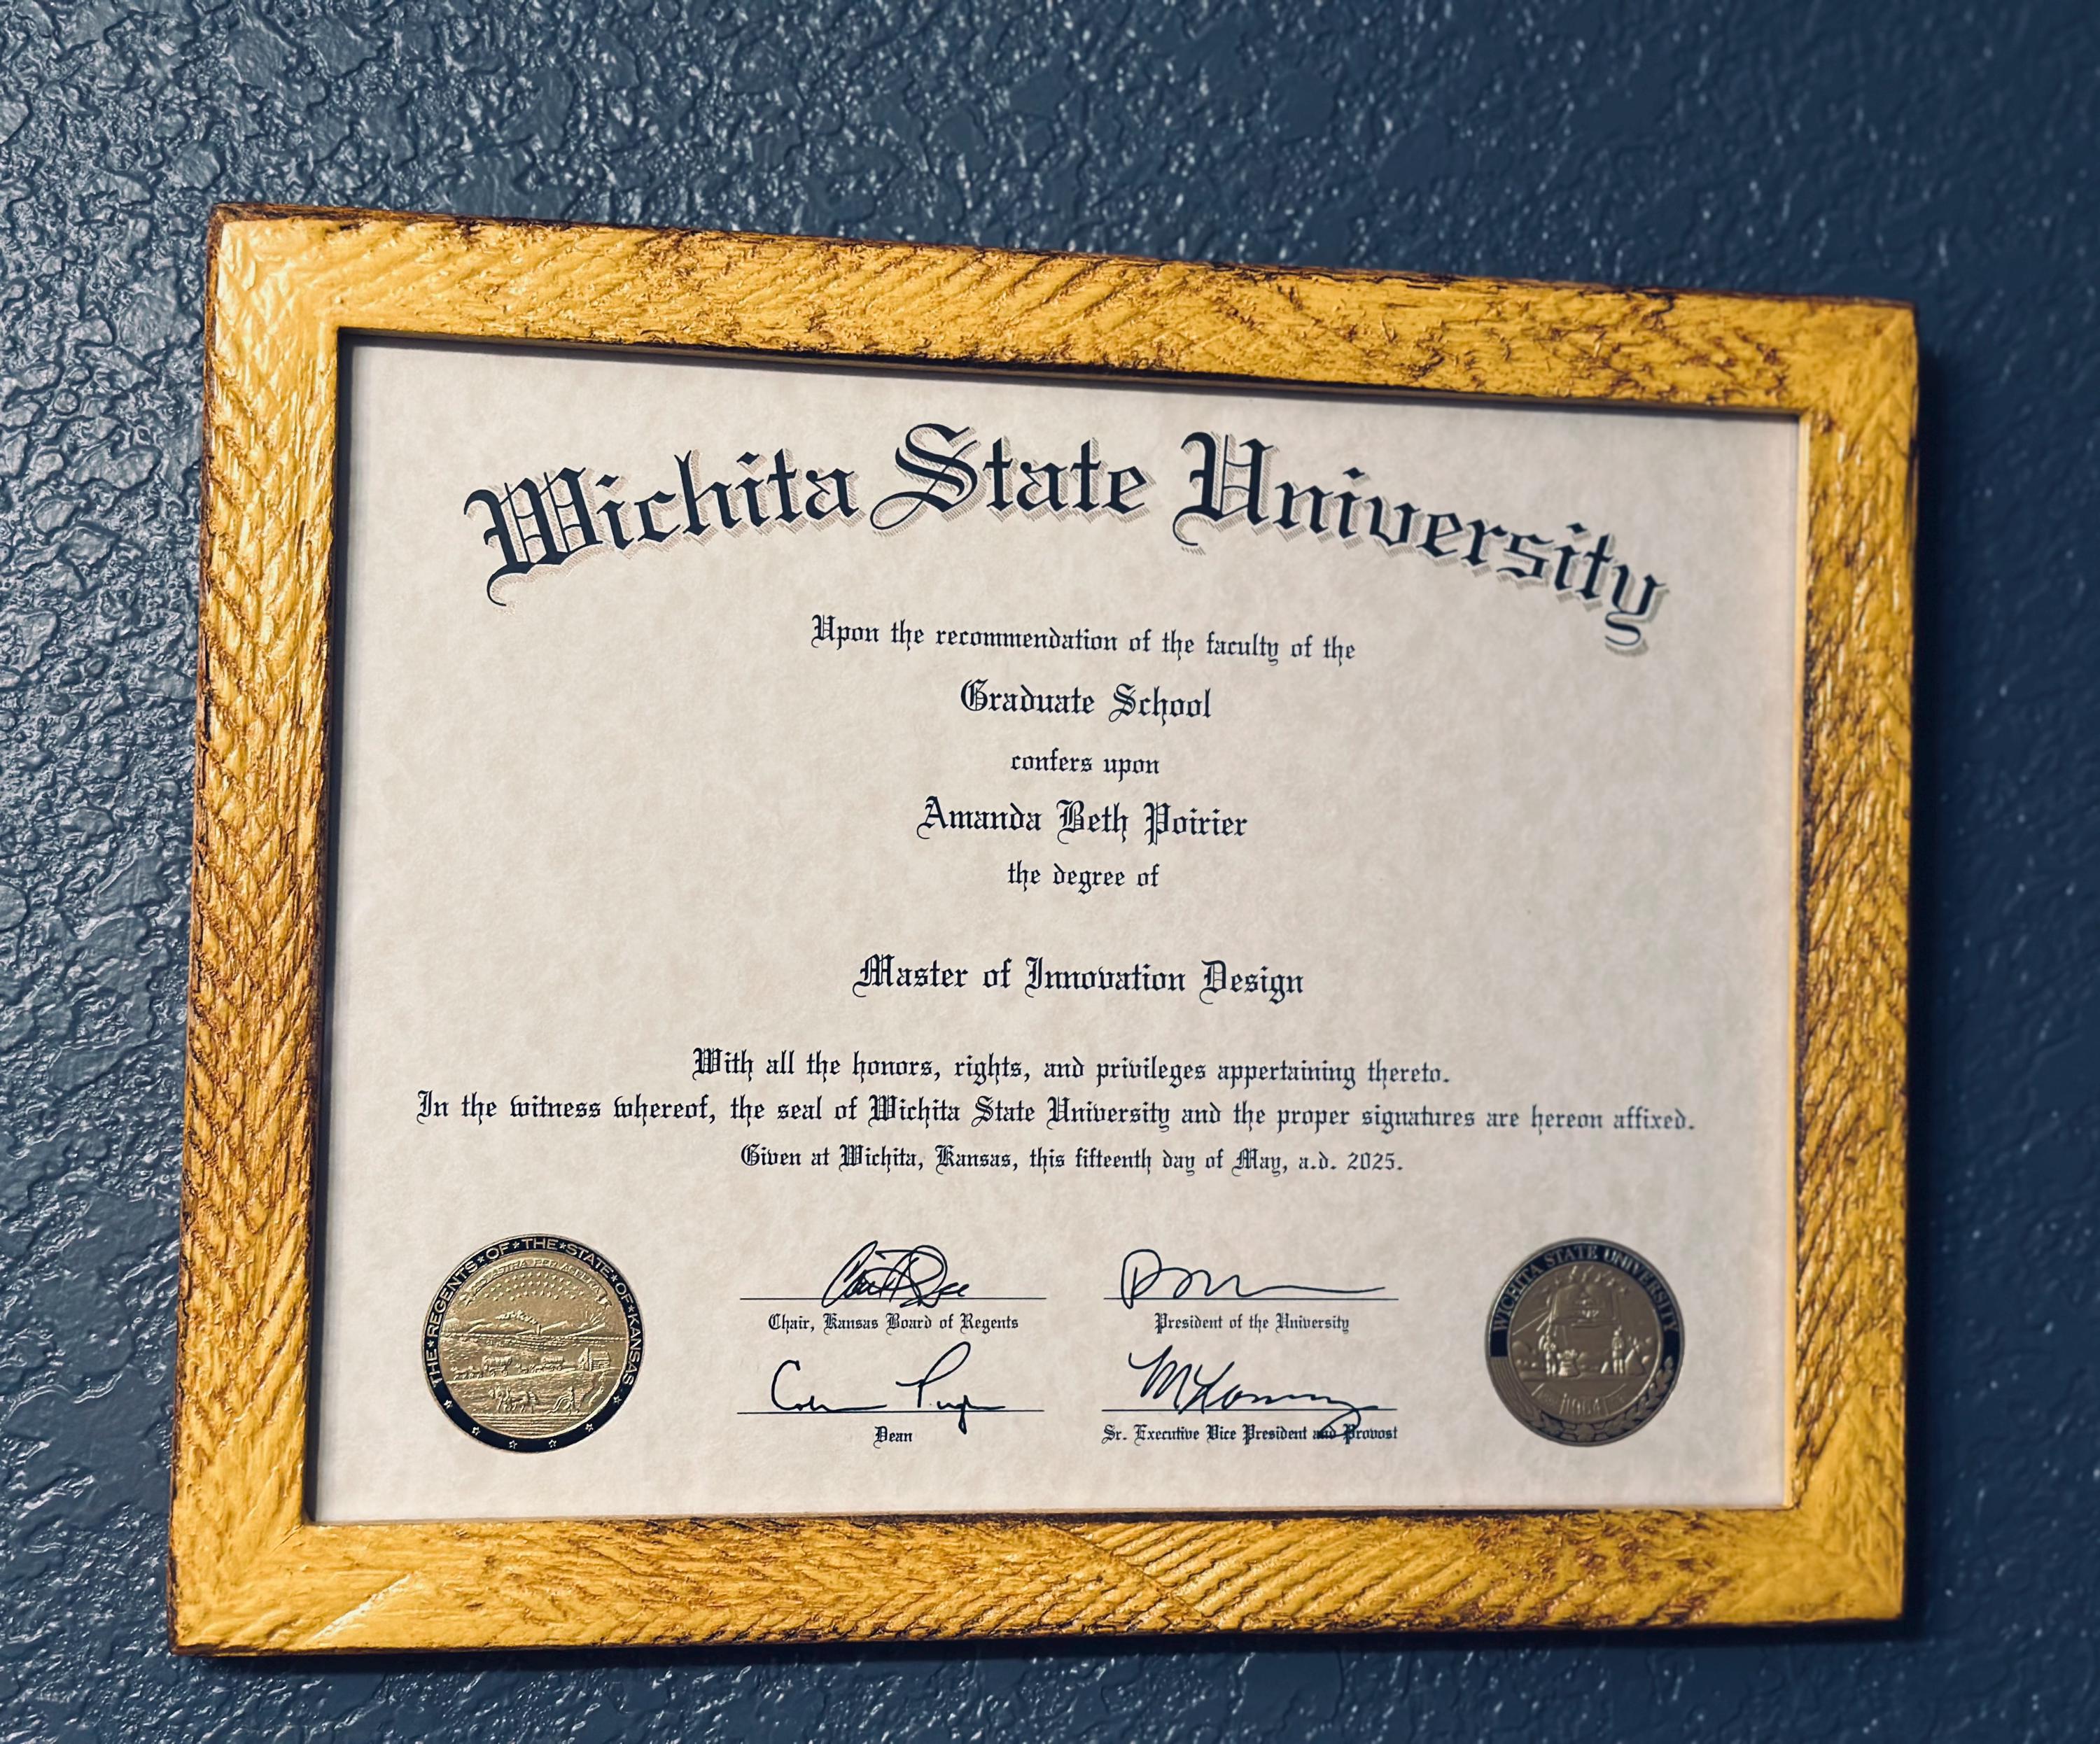 Wichita State University
Upon the recommendation of the faculty of the
Graduate School
confers upon
Amanda Beth Poirier
the degree of
Master of Innovation Design
With all the honors, rights, and privileges appertaining thereto.
In the witness whereof, the seal of Wichita State University and the proper signatures are hereon affixed.
Given at Wichita, Kansas, this fifteenth day of May, a.d. 2025.
THE★REGENTS★OF★THE★STATE★OF★KANSAS
Chair, Kansas Board of Regents
President of the University
Dean
Sr. Executive Vice President and Provost
WICHITA STATE UNIVERSITY
1964